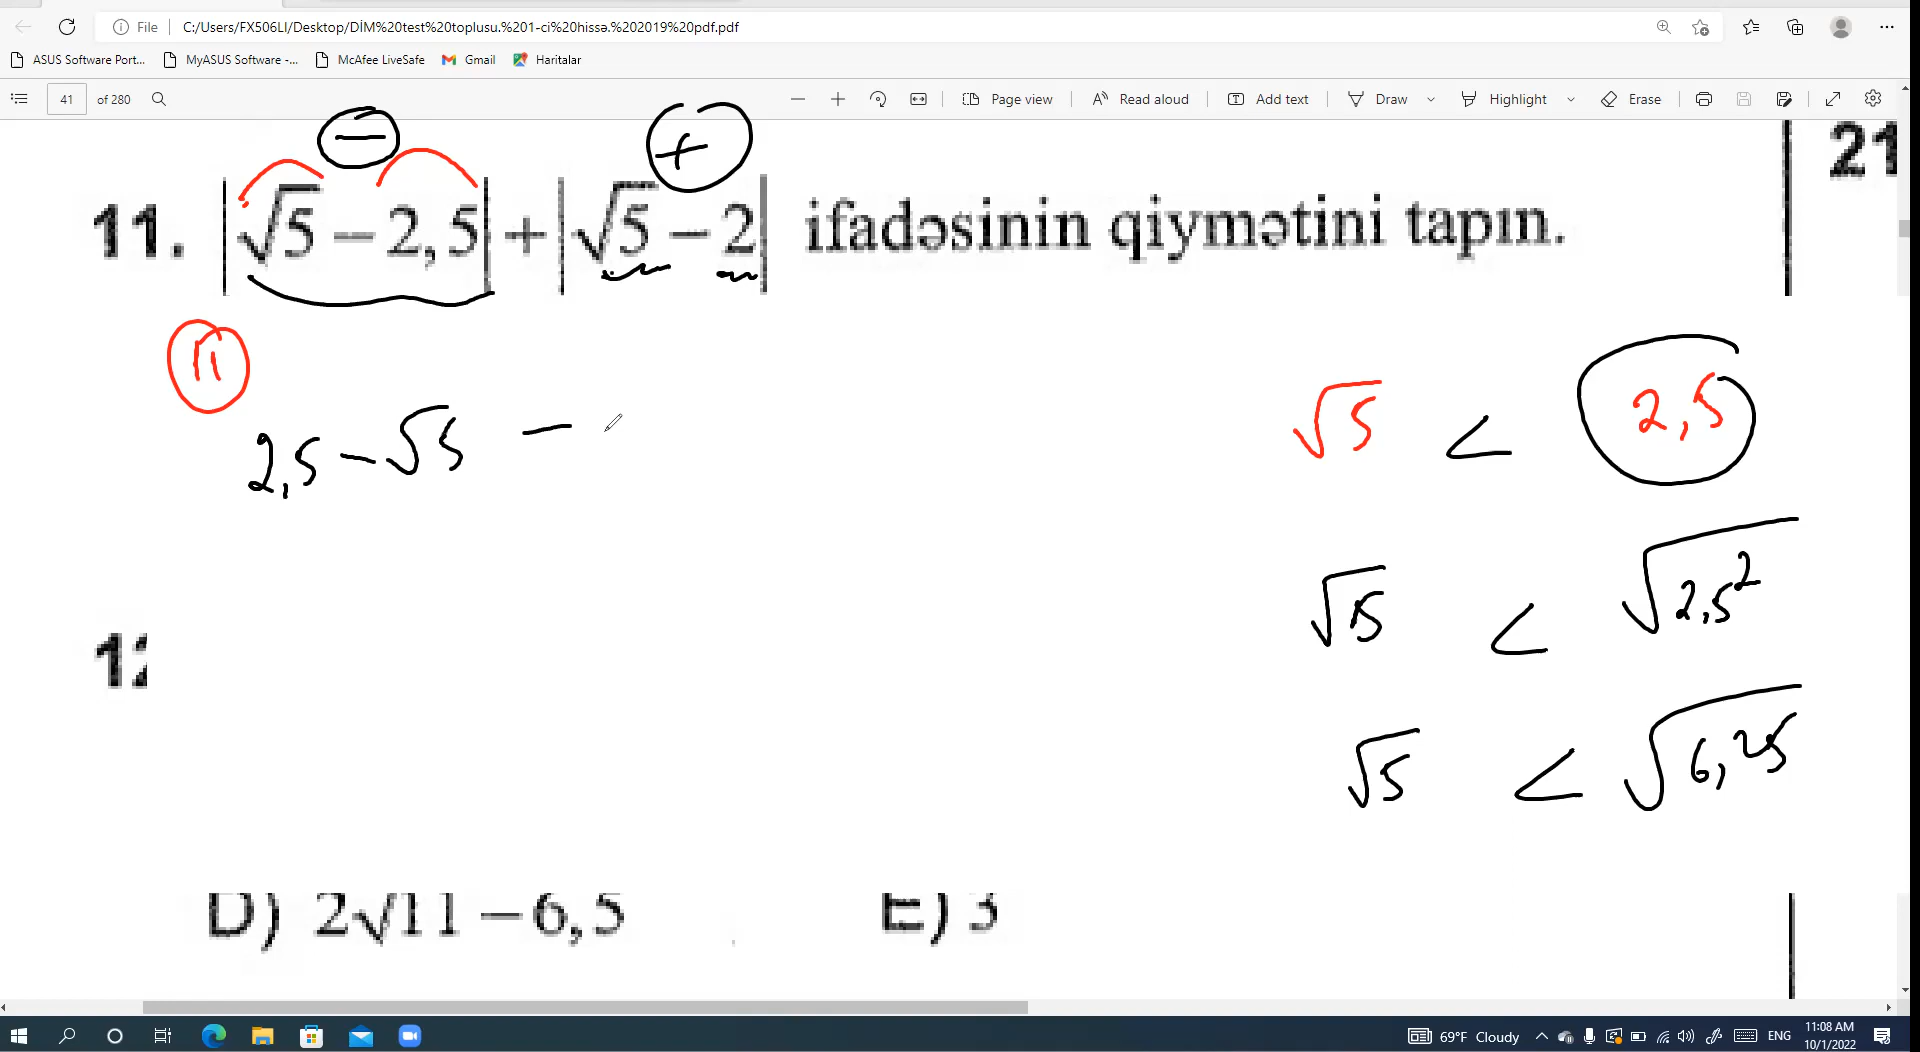 File C:/Users/FX506LI/Desktop/DİM%20test%20toplusu.%201-ci%20hissə.%202019%20pdf.pdf
ASUS Software Port... MyASUS Software -... McAfee LiveSafe Gmail Haritalar
41 of 280 Page view Read aloud Add text Draw Highlight Erase
− +
11. |√5 − 2,5| + |√5 − 2| ifadəsinin qiymətini tapın.
21
11
√5 < 2,5
2,5 − √5 −
√5 < √2,5²
12
√5 < √6,25
D) 2√11 − 6,5 E) 3
69°F Cloudy ENG 11:08 AM
10/1/2022